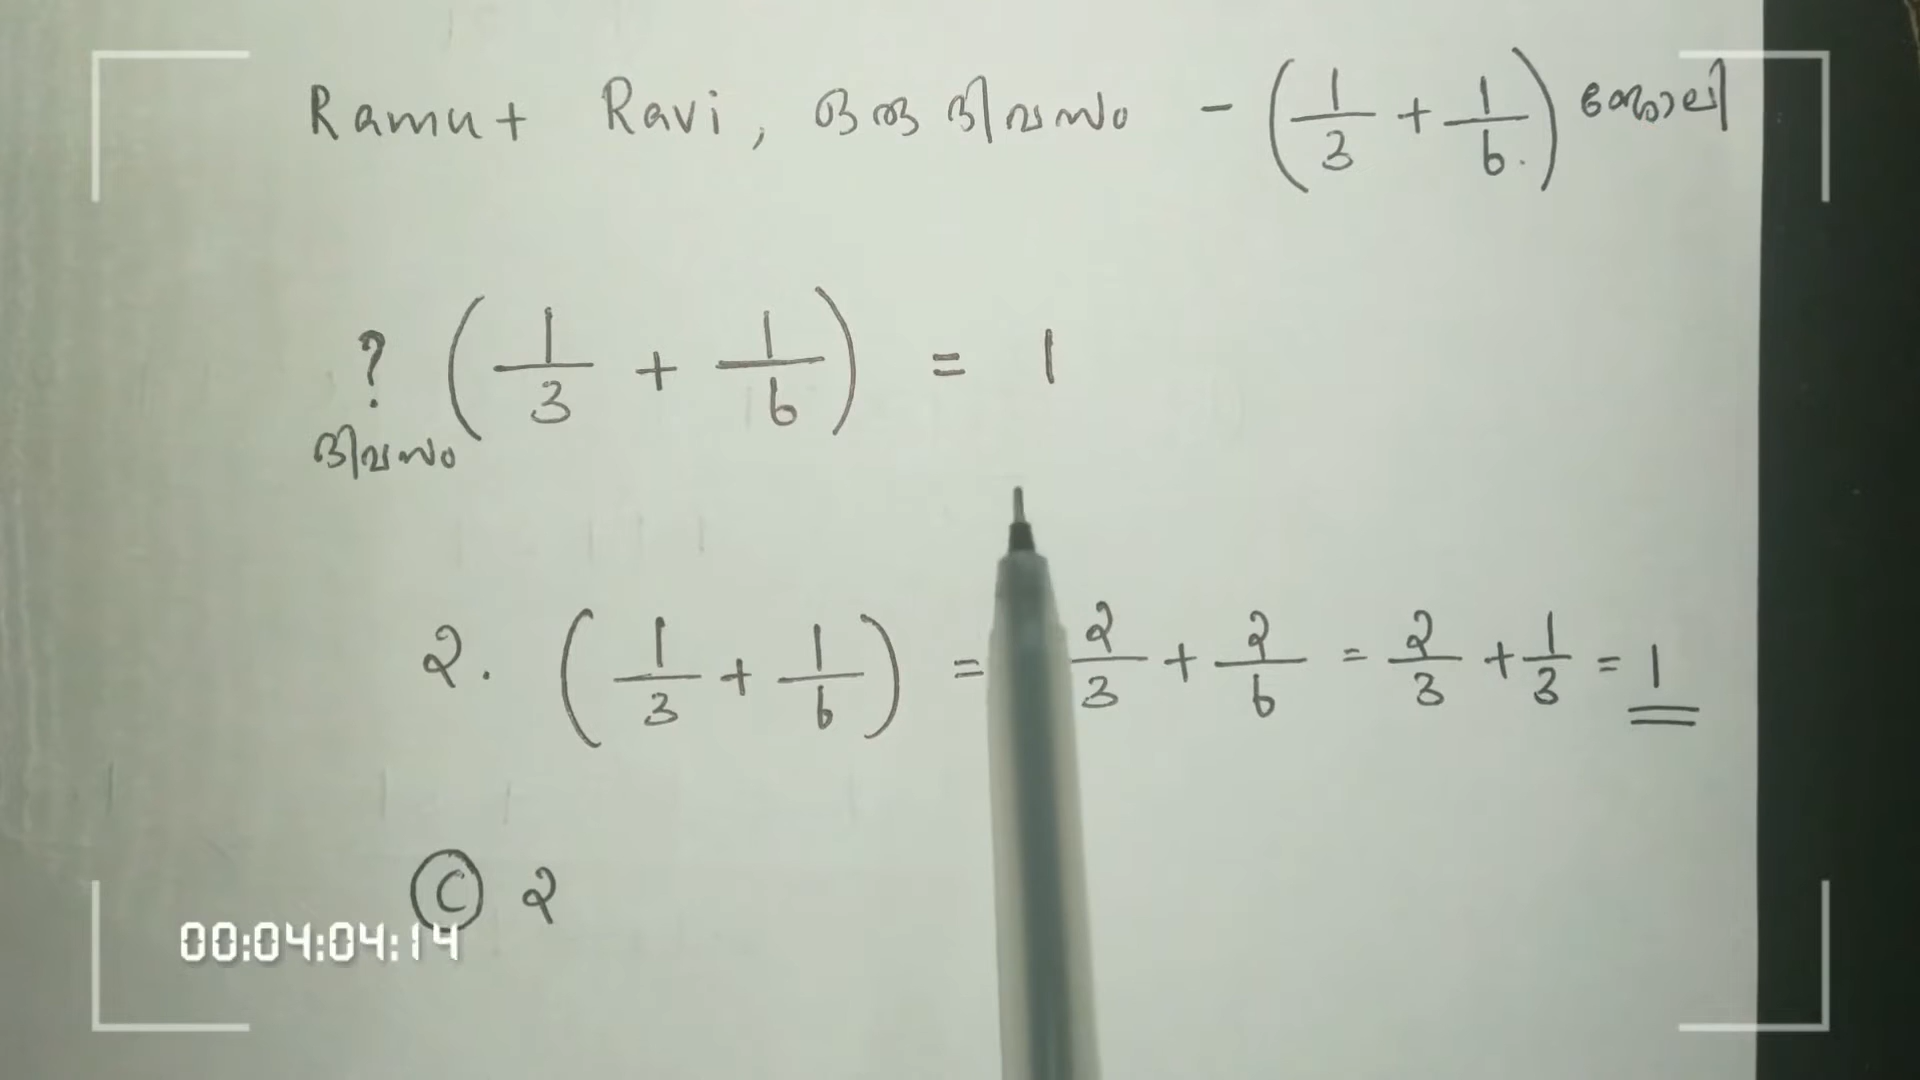 Ramu + Ravi, ഒരു ദിവസം - (1/3 + 1/6) ജോലി
? (1/3 + 1/6) = 1
ദിവസം
2. (1/3 + 1/6) = 2/3 + 2/6 = 2/3 + 1/3 = 1
(C) 2
00:04:04:14